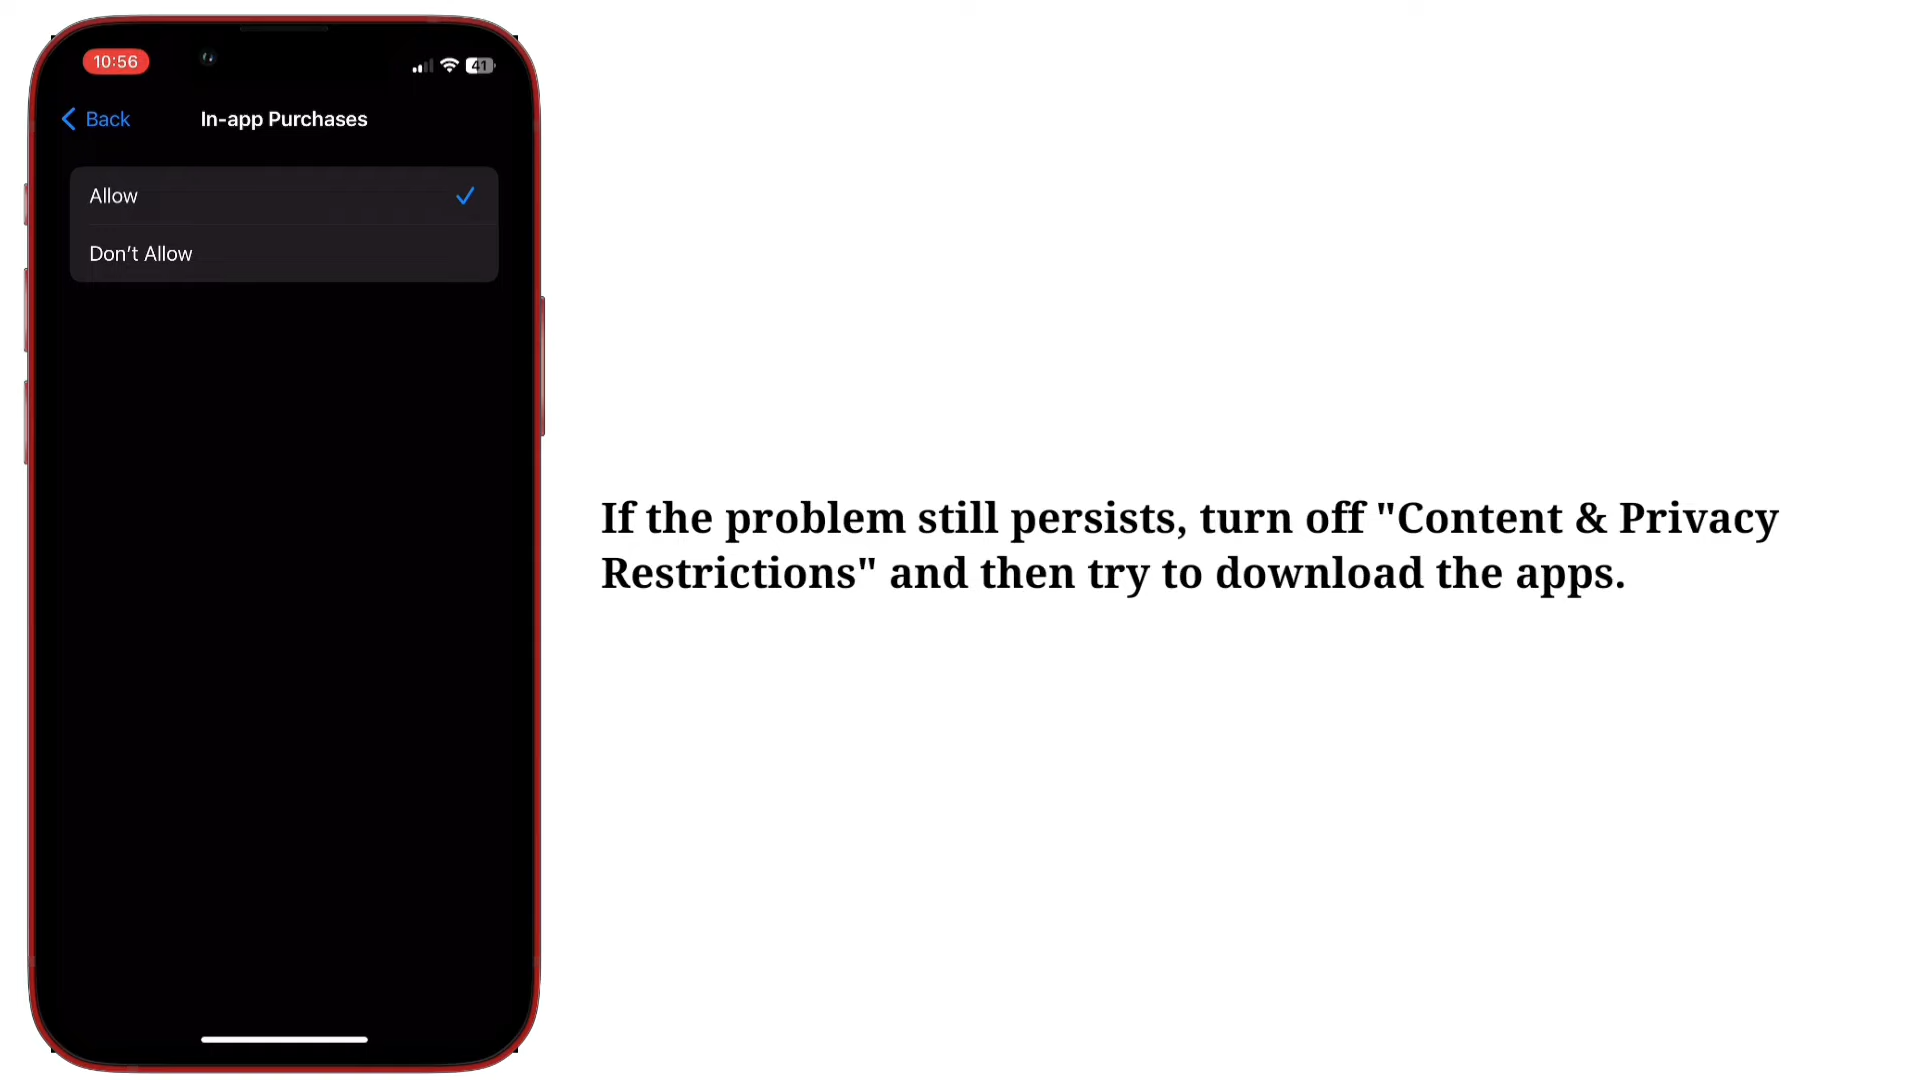 10:56
41
Back
In-app Purchases
Allow
Don’t Allow
If the problem still persists, turn off "Content & Privacy
Restrictions" and then try to download the apps.